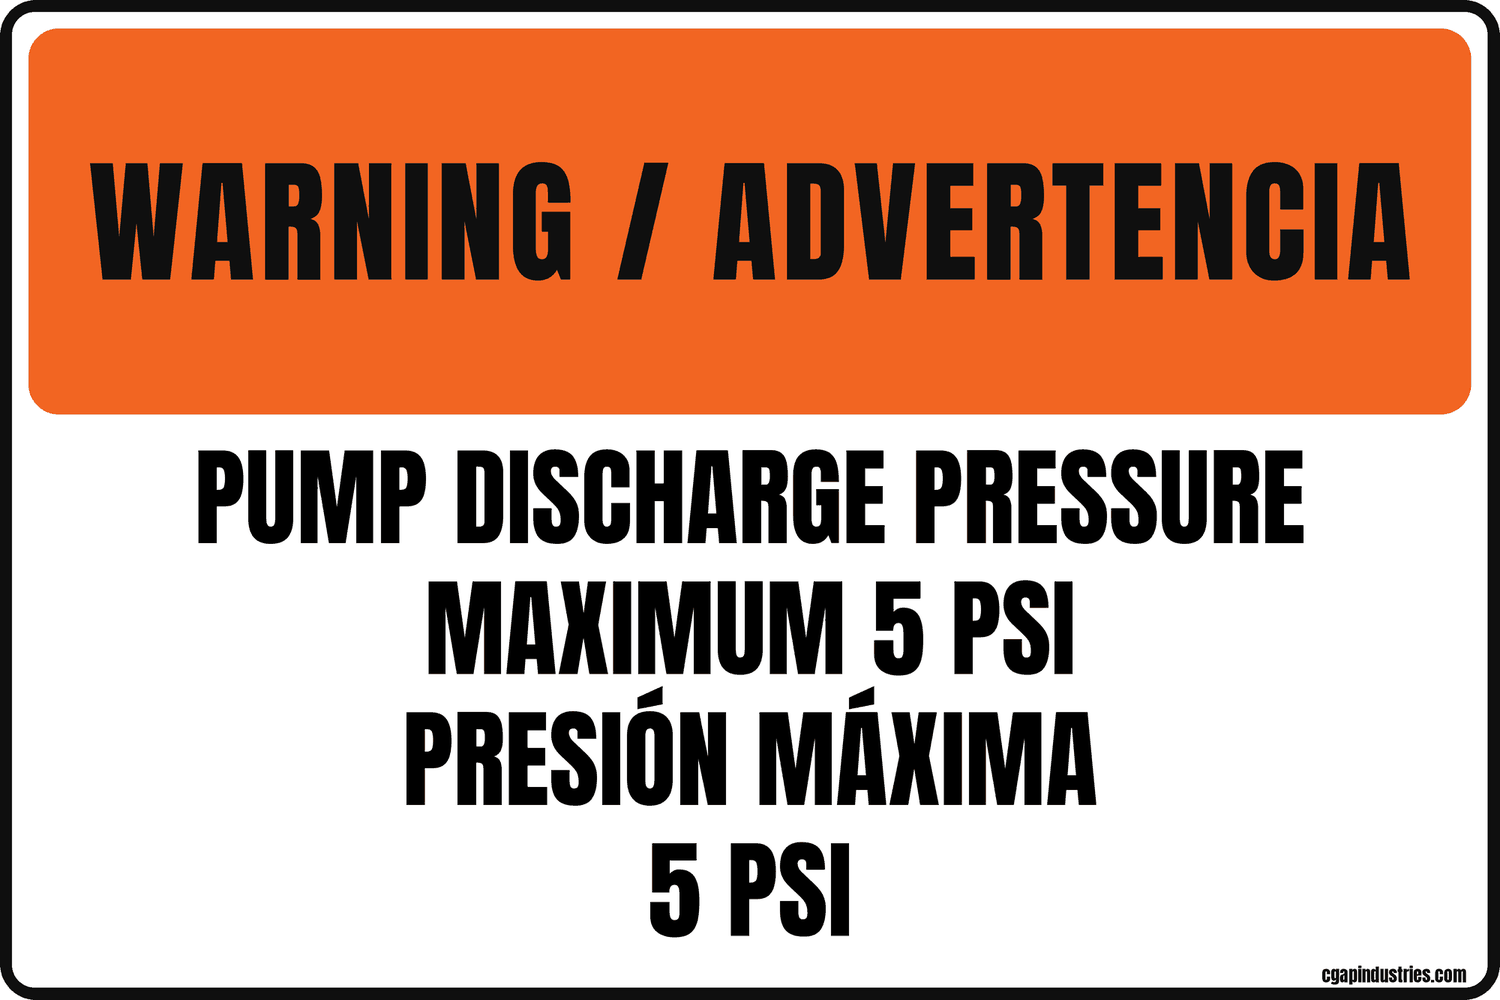 WARNING / ADVERTENCIA
PUMP DISCHARGE PRESSURE
MAXIMUM 5 PSI
PRESIÓN MÁXIMA
5 PSI
cgapindustries.com